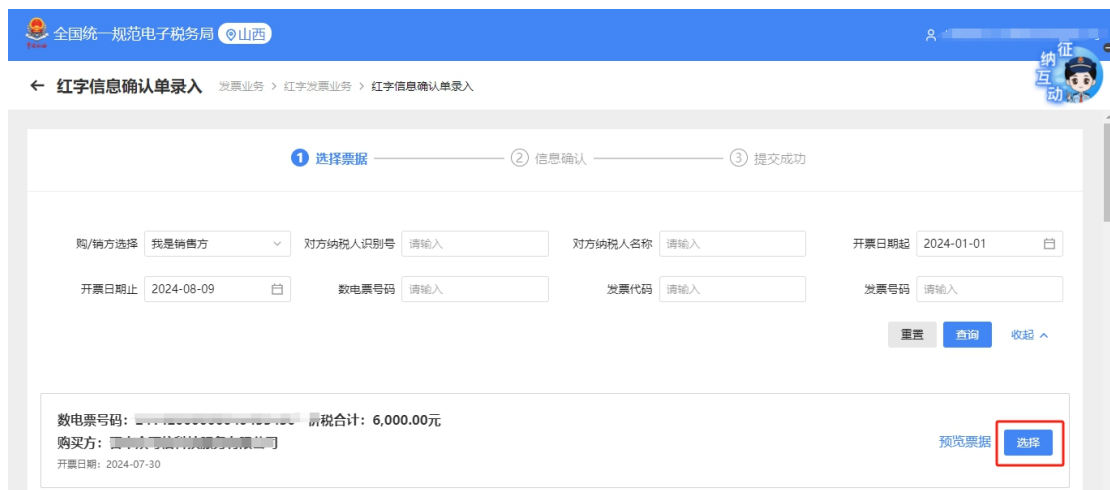 全国统一规范电子税务局 山西
征纳互动
← 红字信息确认单录入 发票业务 > 红字发票业务 > 红字信息确认单录入
1 选择票据 2 信息确认 3 提交成功
购/销方选择 我是销售方 对方纳税人识别号 请输入 对方纳税人名称 请输入 开票日期起 2024-01-01
开票日期止 2024-08-09 数电票号码 请输入 发票代码 请输入 发票号码 请输入
重置 查询 收起
数电票号码： 价税合计：6,000.00元
购买方：
预览票据 选择
开票日期：2024-07-30